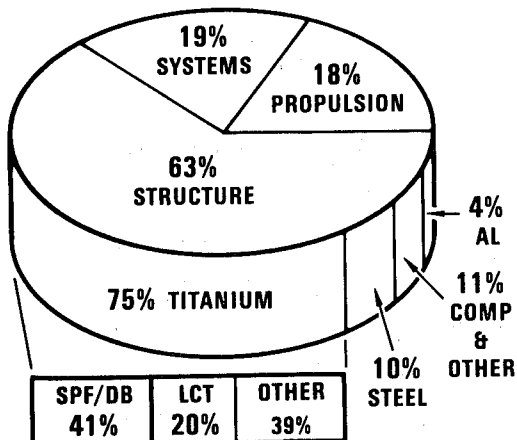 19%
SYSTEMS
18%
PROPULSION
63%
STRUCTURE
75% TITANIUM
4%
AL
11%
COMP
&
OTHER
10%
STEEL
SPF/DB
41%
LCT
20%
OTHER
39%